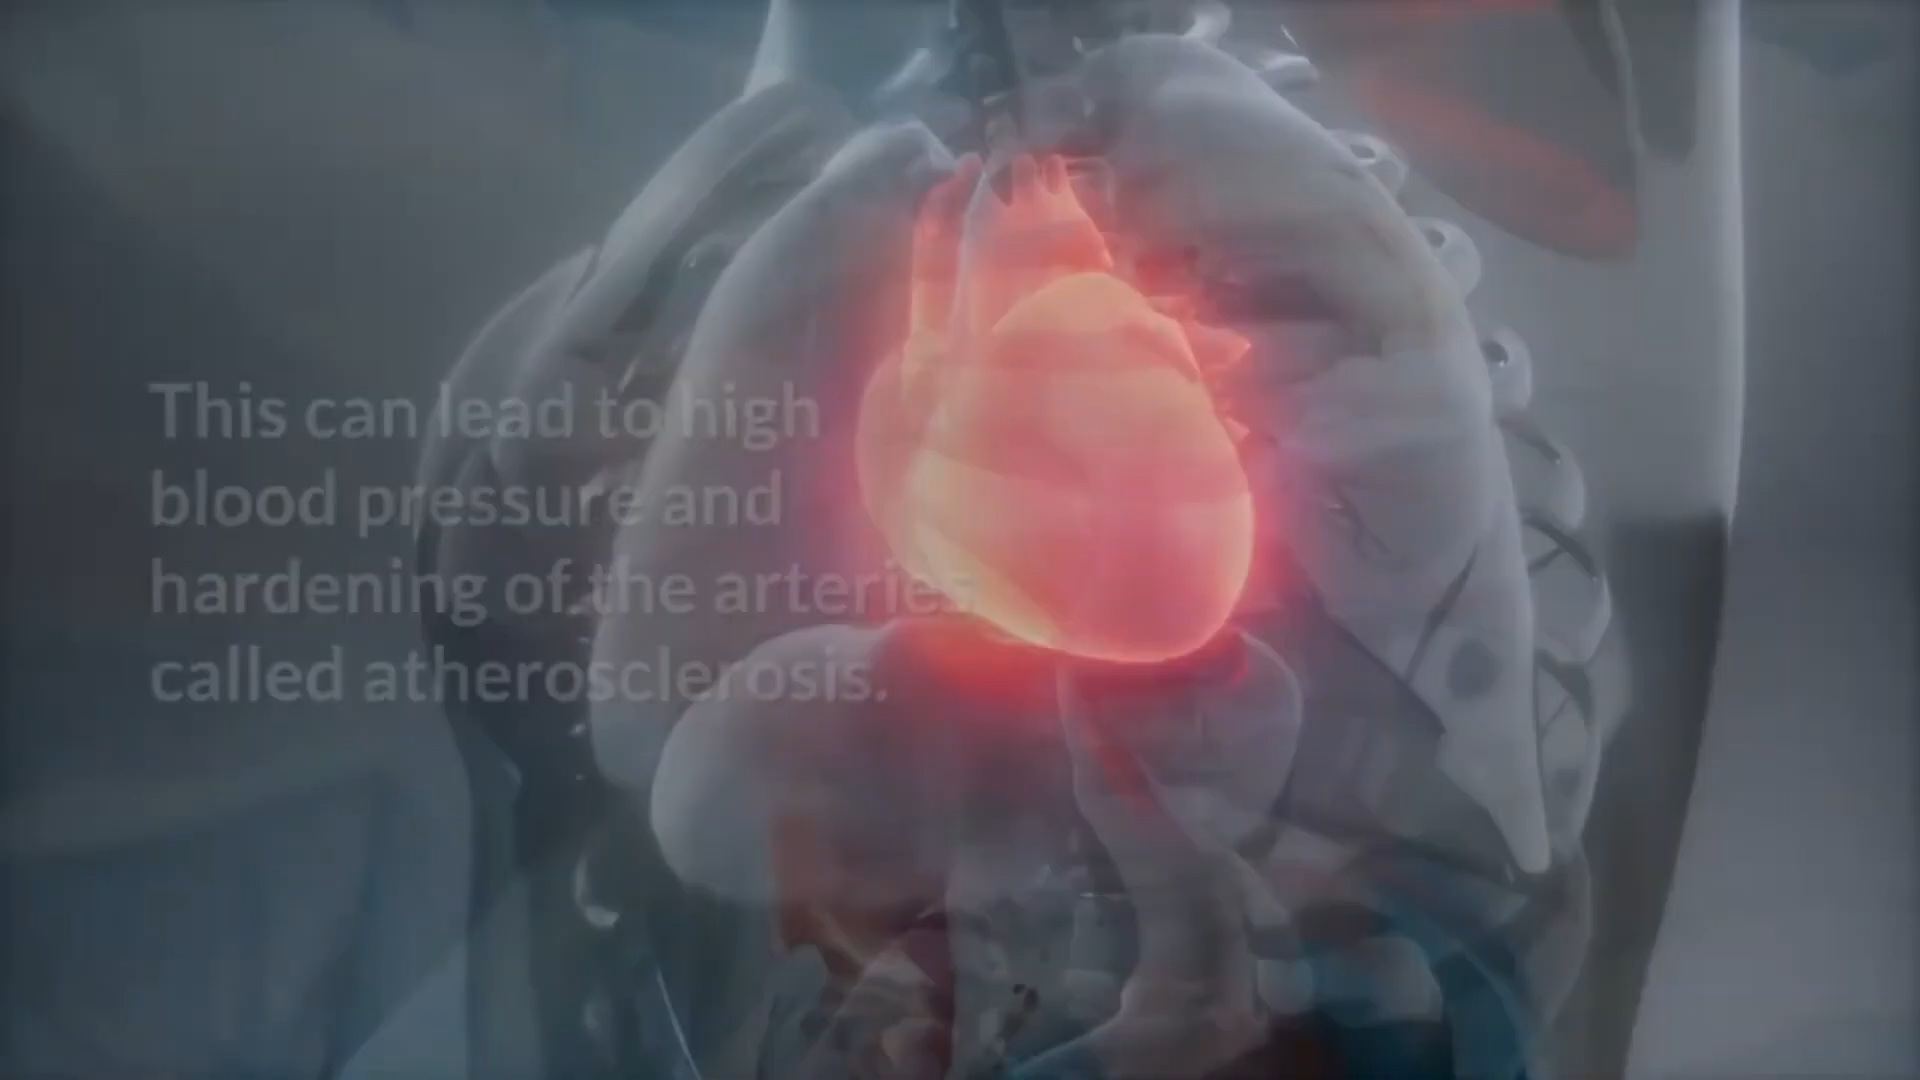 This can lead to high
blood pressure and
hardening of the arteries
called atherosclerosis.